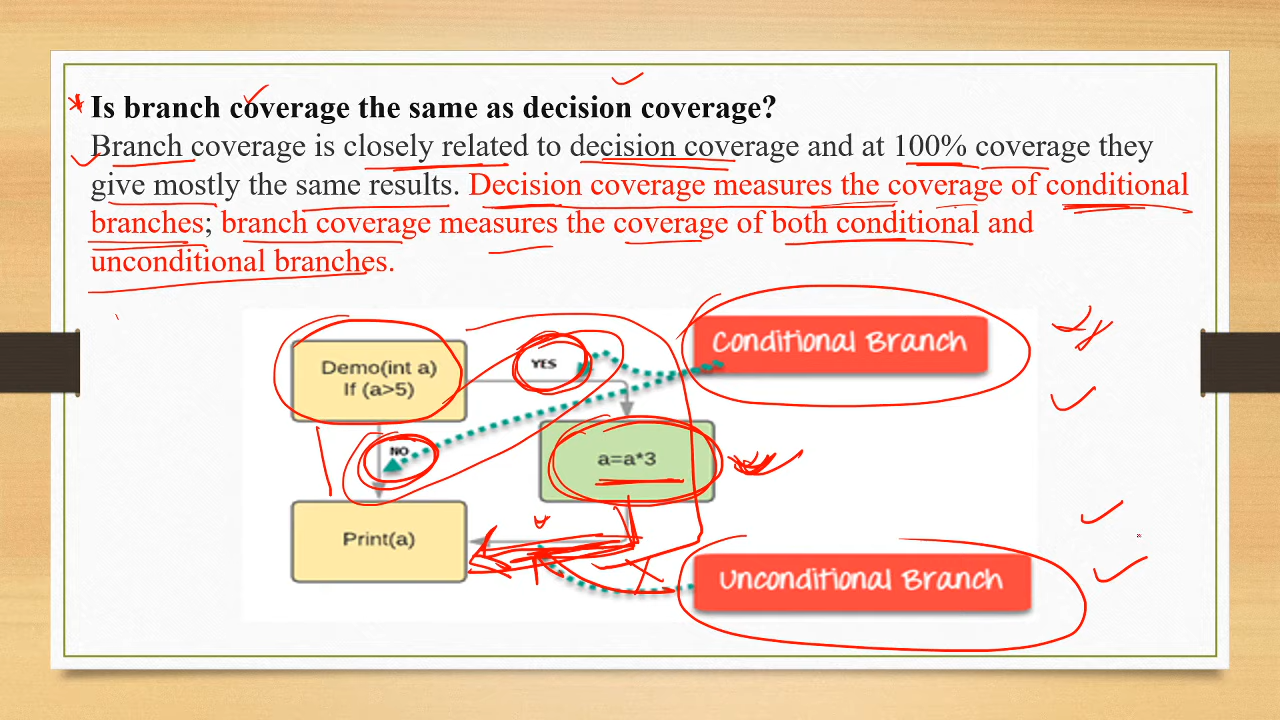 Is branch coverage the same as decision coverage?
Branch coverage is closely related to decision coverage and at 100% coverage they
give mostly the same results. Decision coverage measures the coverage of conditional
branches; branch coverage measures the coverage of both conditional and
unconditional branches.
Demo(int a)
If (a>5)
YES
Conditional Branch
NO
a=a*3
Print(a)
Unconditional Branch